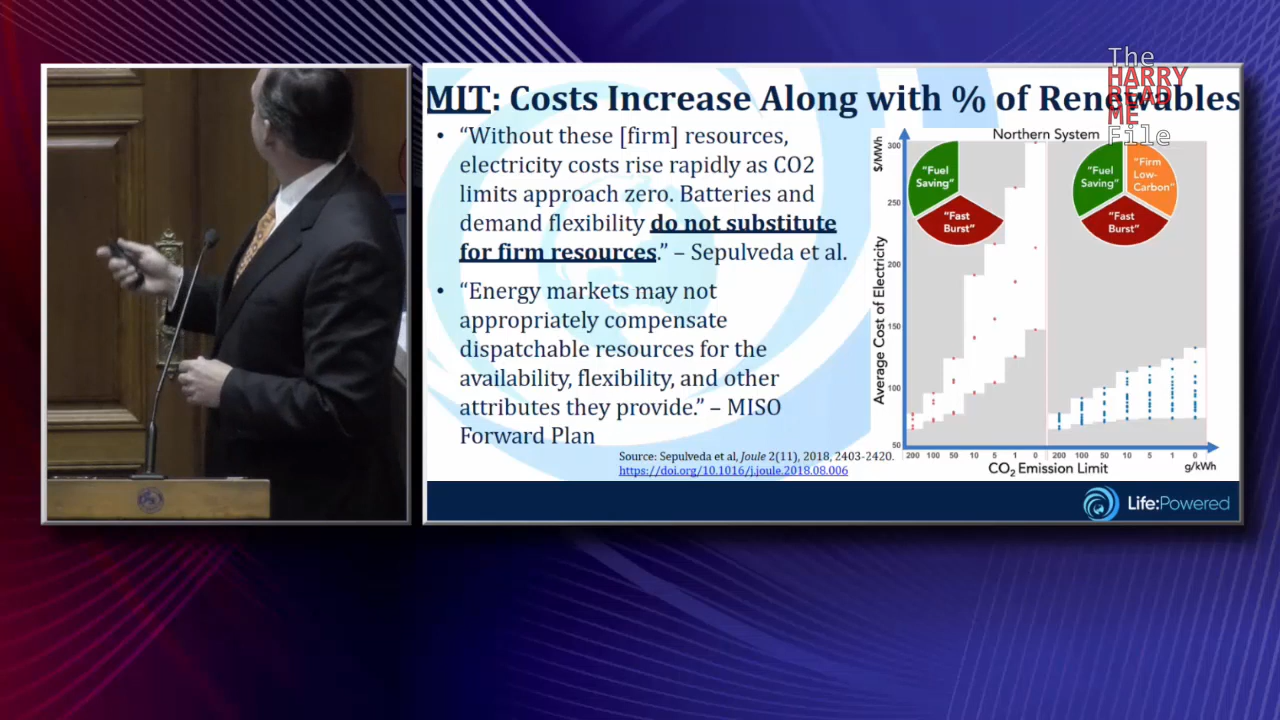 The
HARRY
READ
ME
File
MIT: Costs Increase Along with % of Renewables
• “Without these [firm] resources,
electricity costs rise rapidly as CO2
limits approach zero. Batteries and
demand flexibility do not substitute
for firm resources.” – Sepulveda et al.
• “Energy markets may not
appropriately compensate
dispatchable resources for the
availability, flexibility, and other
attributes they provide.” – MISO
Forward Plan
Source: Sepulveda et al, Joule 2(11), 2018, 2403-2420.
https://doi.org/10.1016/j.joule.2018.08.006
Northern System
$/MWh
Average Cost of Electricity
300
250
200
150
100
50
“Fuel
Saving”
“Fast
Burst”
“Fuel
Saving”
“Firm
Low-
Carbon”
“Fast
Burst”
200 100 50 10 5 1 0 200 100 50 10 5 1 0
CO2 Emission Limit
g/kWh
Life:Powered